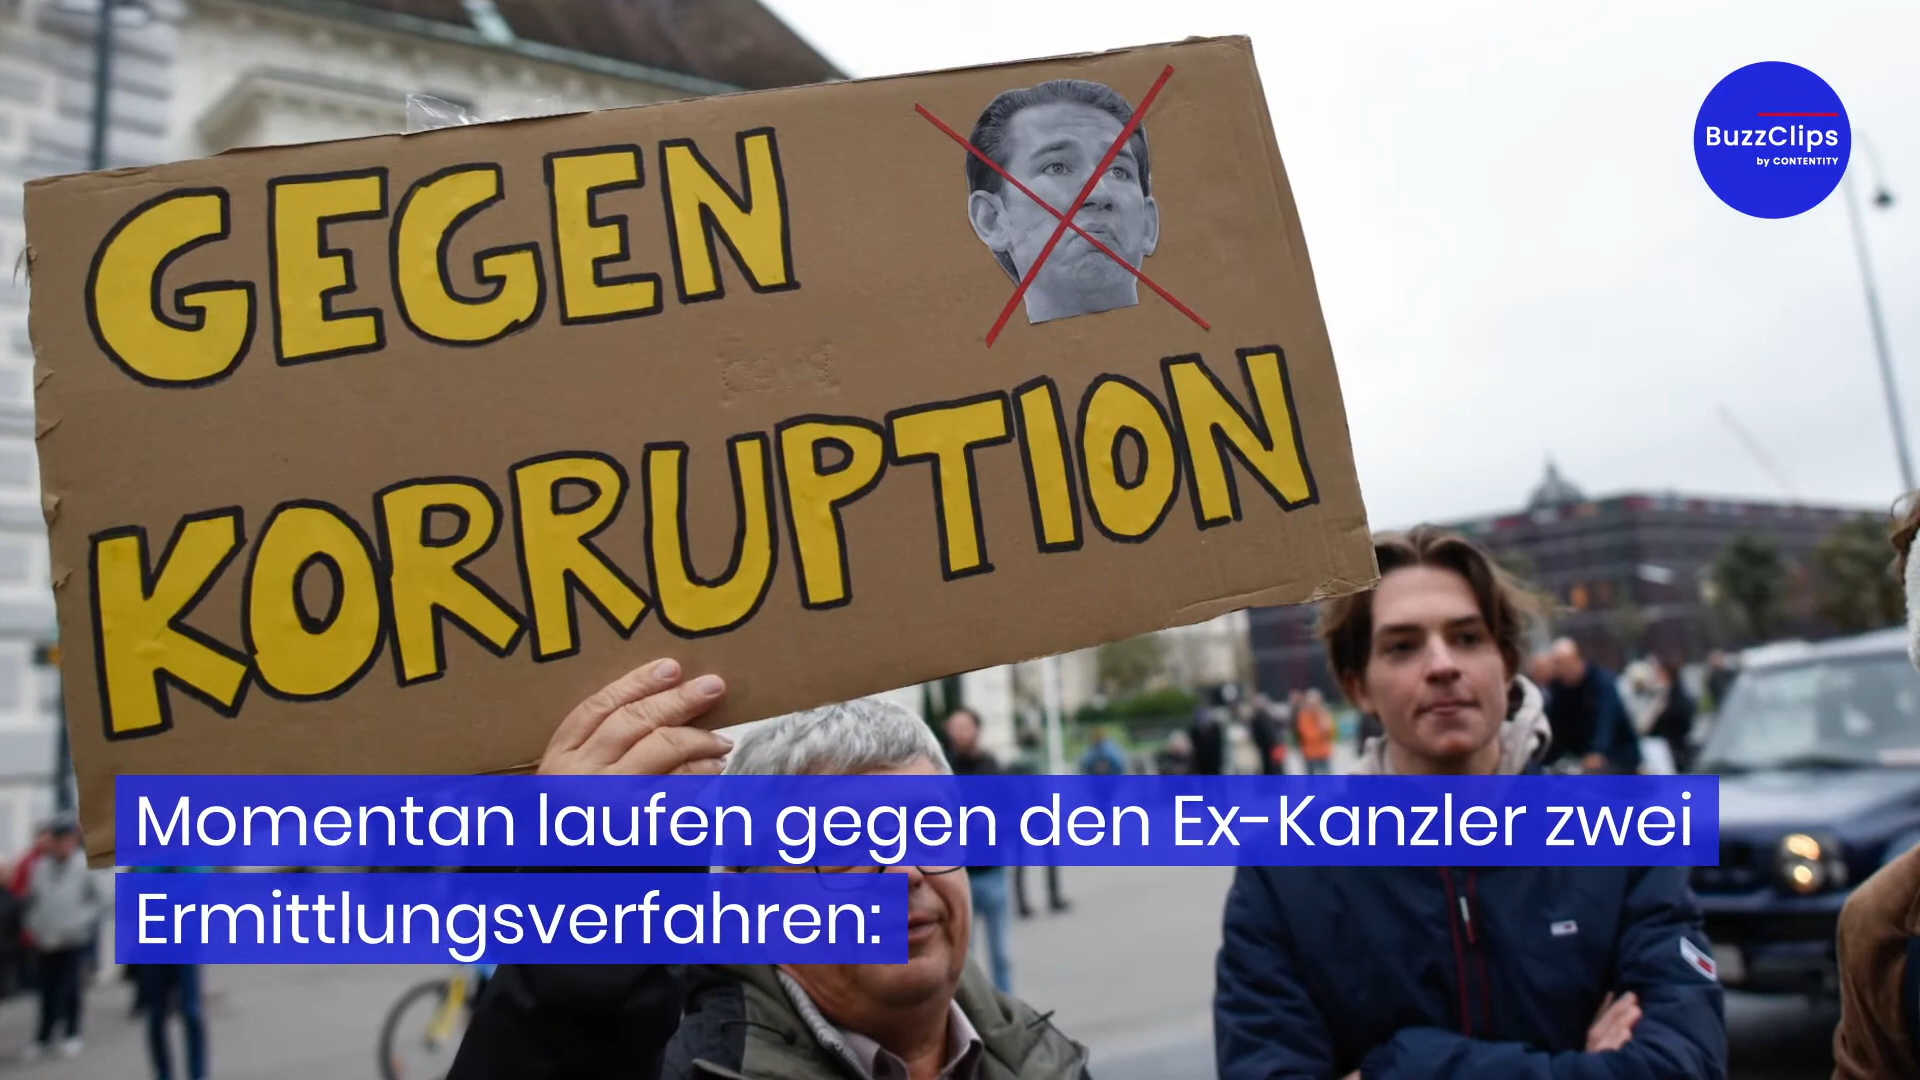 GEGEN
KORRUPTION
BuzzClips
by CONTENTITY
Momentan laufen gegen den Ex-Kanzler zwei
Ermittlungsverfahren: